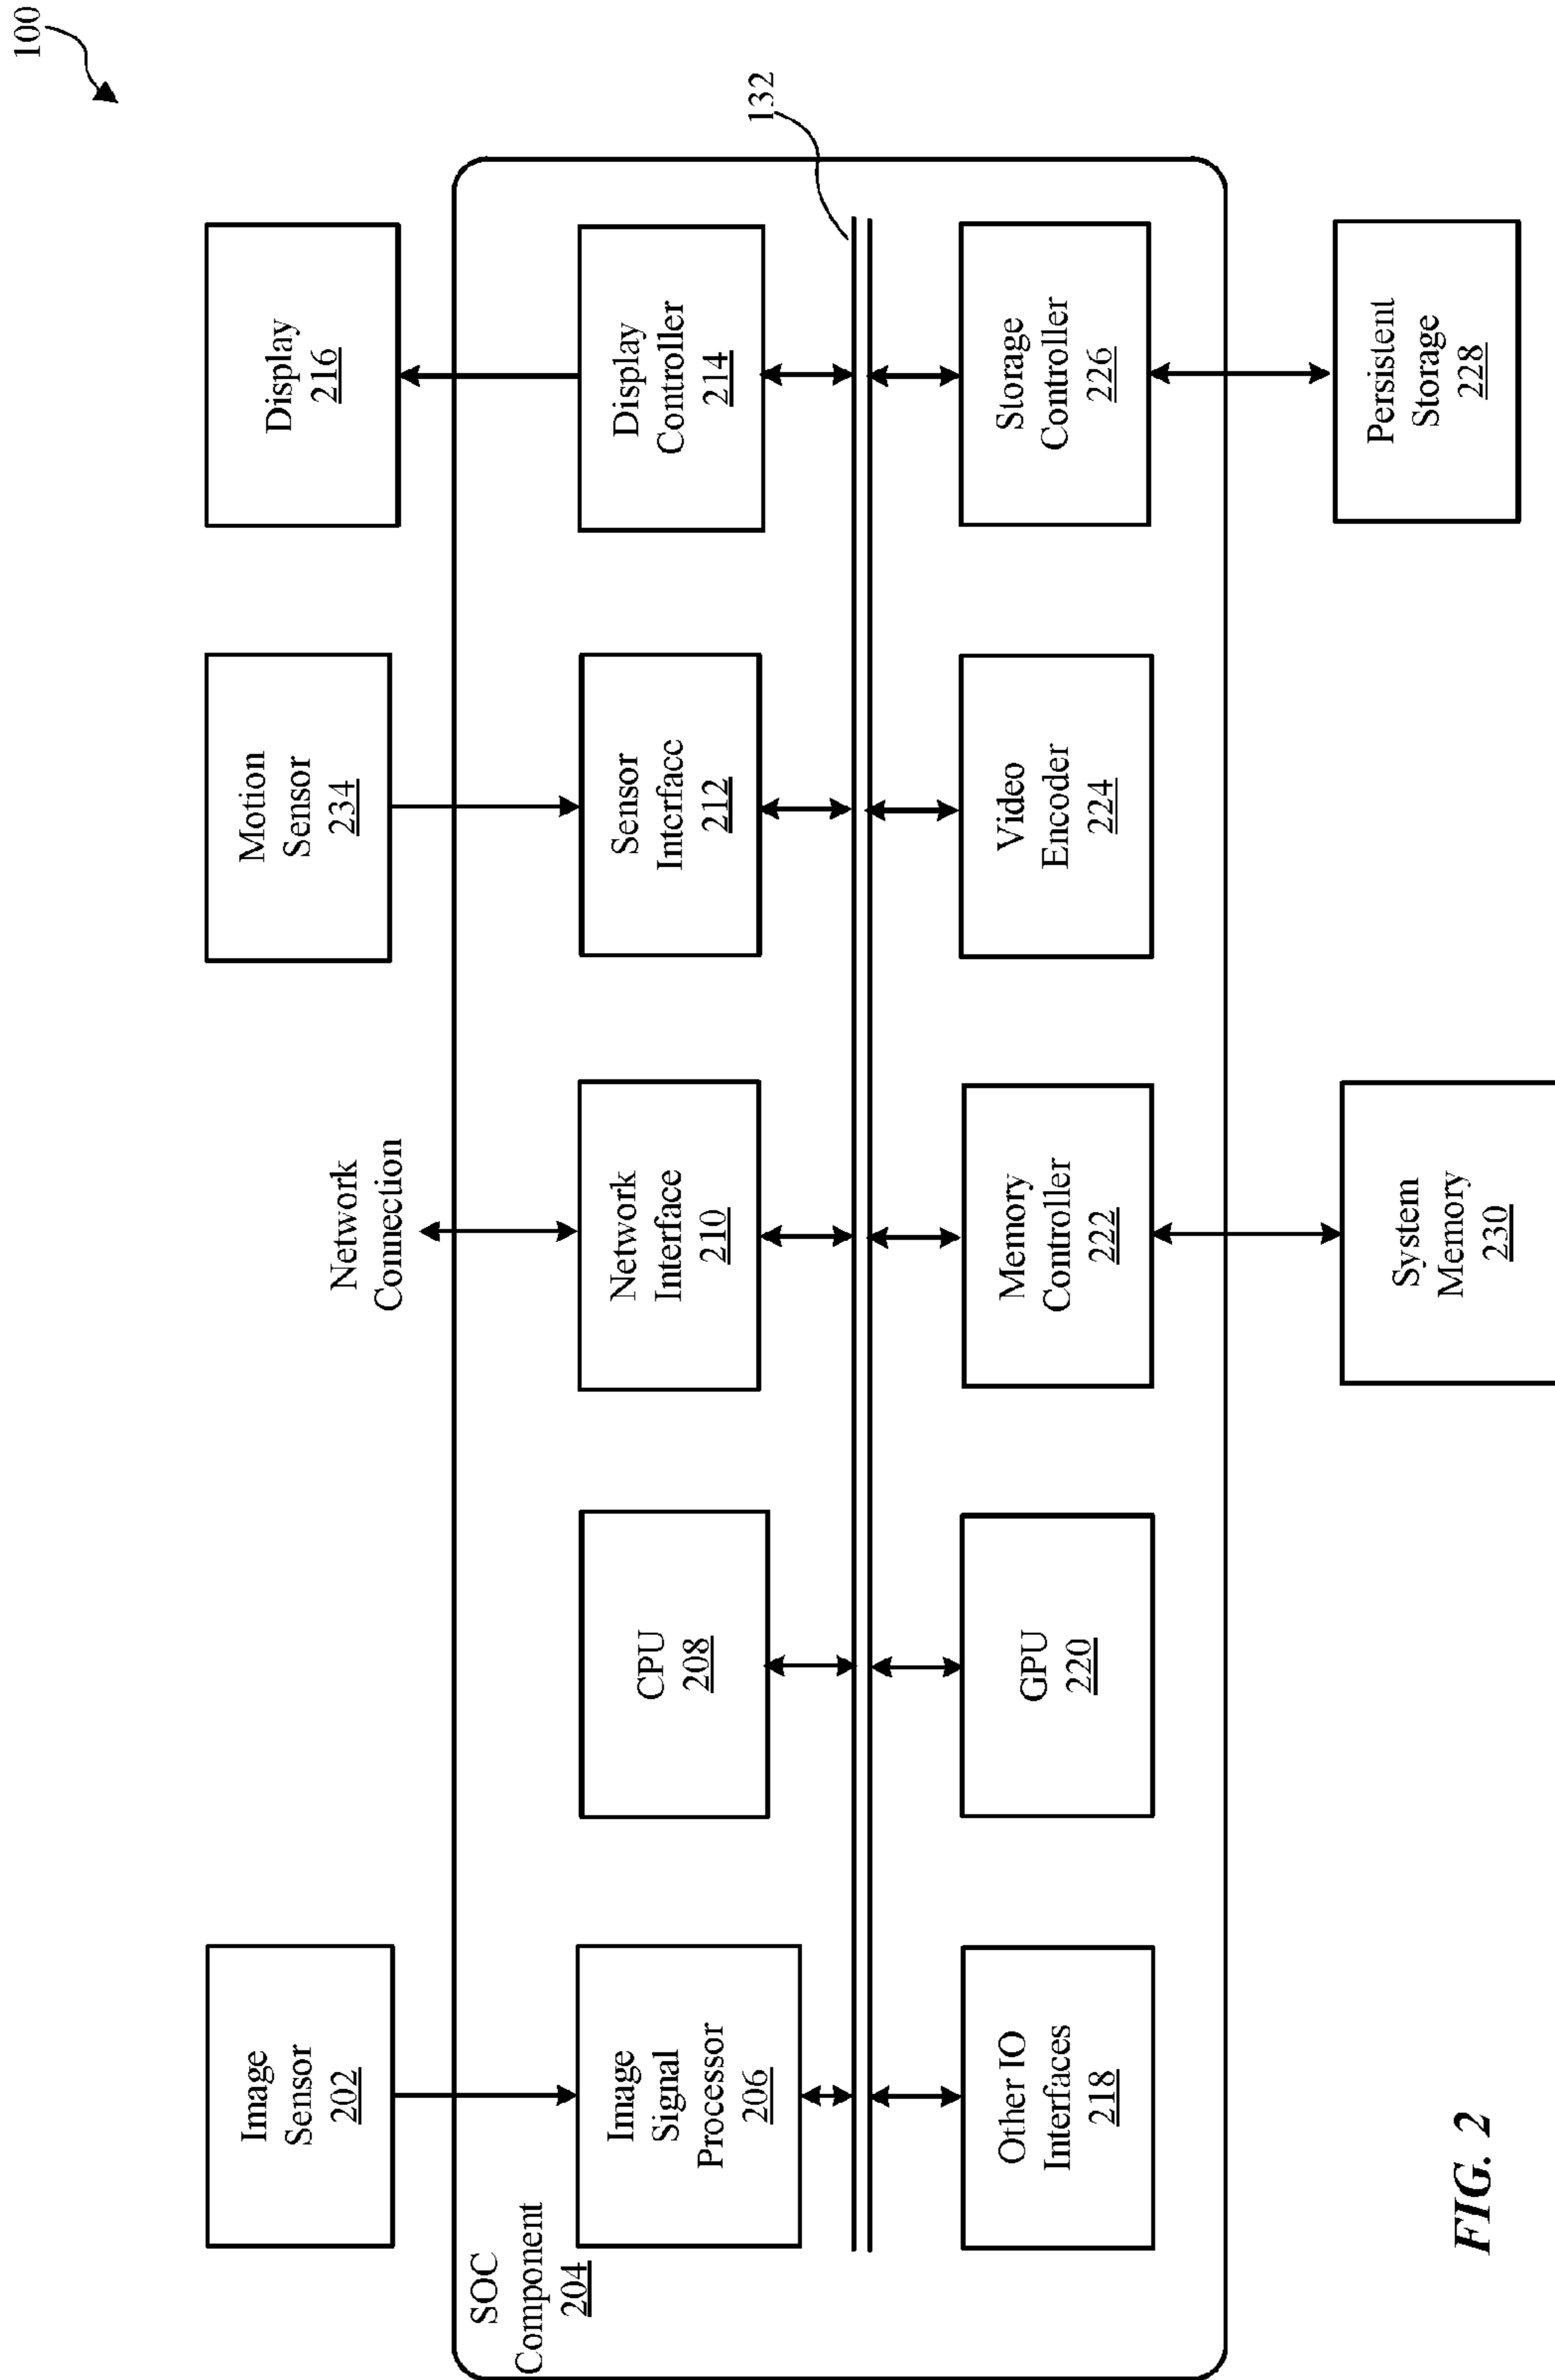 100
Image
Sensor
202
Network
Connection
Motion
Sensor
234
Display
216
SOC
Component
204
Image
Signal
Processor
206
CPU
208
Network
Interface
210
Sensor
Interface
212
Display
Controller
214
132
Other IO
Interfaces
218
GPU
220
Memory
Controller
222
Video
Encoder
224
Storage
Controller
226
System
Memory
230
Persistent
Storage
228
FIG. 2